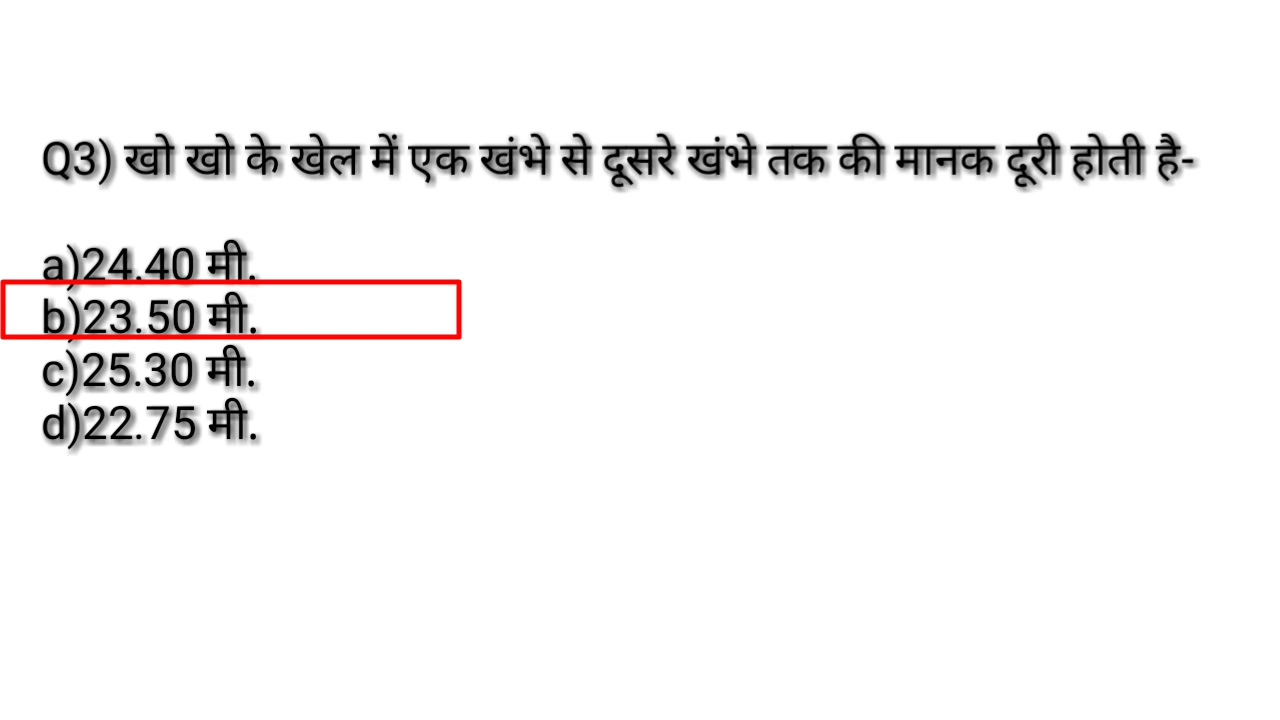 Q3) खो खो के खेल में एक खंभे से दूसरे खंभे तक की मानक दूरी होती है-
a)24.40 मी.
b)23.50 मी.
c)25.30 मी.
d)22.75 मी.